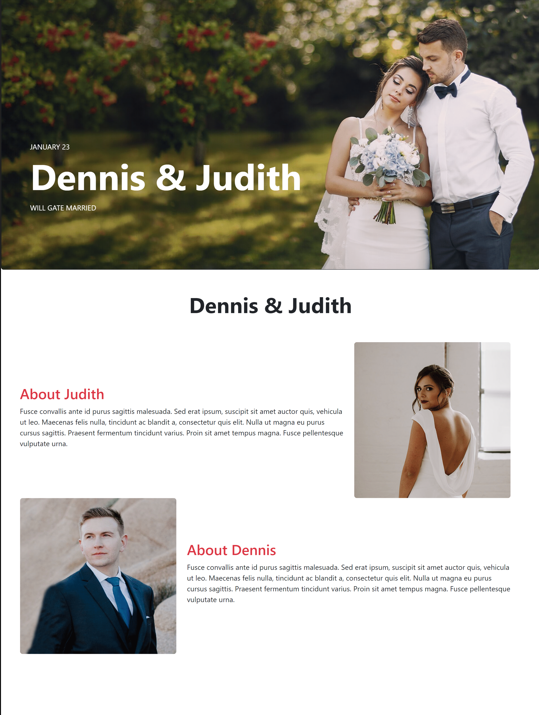 JANUARY 23
Dennis & Judith
WILL GATE MARRIED
Dennis & Judith
About Judith
Fusce convallis ante id purus sagittis malesuada. Sed erat ipsum, suscipit sit amet auctor quis, vehicula
ut leo. Maecenas felis nulla, tincidunt ac blandit a, consectetur quis elit. Nulla ut magna eu purus
cursus sagittis. Praesent fermentum tincidunt varius. Proin sit amet tempus magna. Fusce pellentesque
vulputate urna.
About Dennis
Fusce convallis ante id purus sagittis malesuada. Sed erat ipsum, suscipit sit amet auctor quis, vehicula
ut leo. Maecenas felis nulla, tincidunt ac blandit a, consectetur quis elit. Nulla ut magna eu purus
cursus sagittis. Praesent fermentum tincidunt varius. Proin sit amet tempus magna. Fusce pellentesque
vulputate urna.